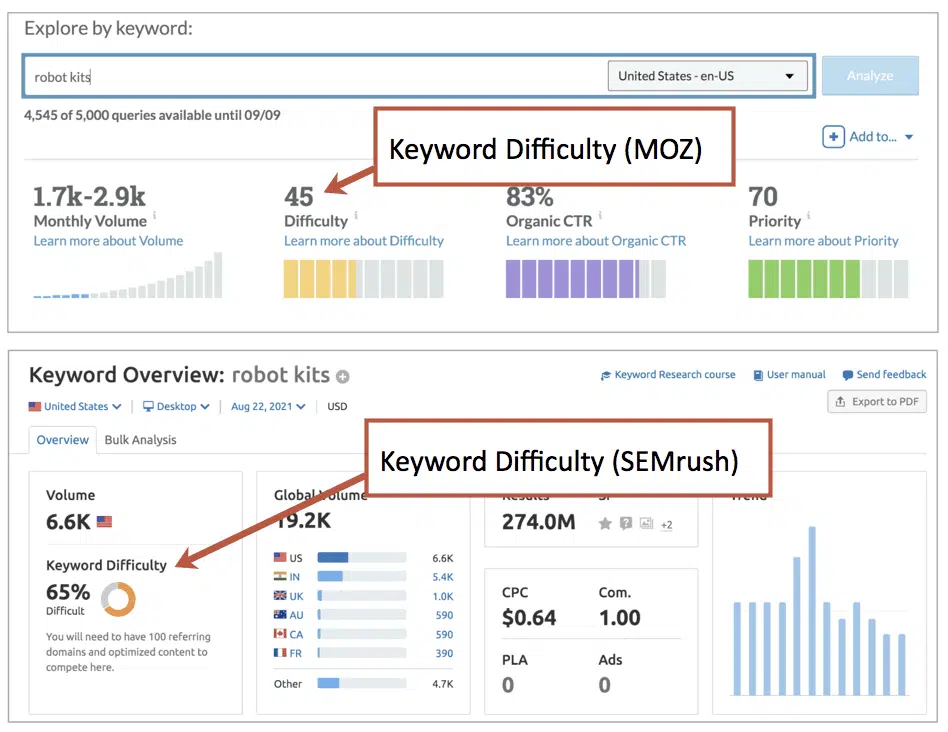 Explore by keyword:
robot kits
United States - en-US
Analyze
4,545 of 5,000 queries available until 09/09
Add to...
Keyword Difficulty (MOZ)
1.7k-2.9k
Monthly Volume i
Learn more about Volume
45
Difficulty i
Learn more about Difficulty
83%
Organic CTR i
Learn more about Organic CTR
70
Priority i
Learn more about Priority
Keyword Overview: robot kits
Keyword Research course
User manual
Send feedback
United States
Desktop
Aug 22, 2021
USD
Export to PDF
Overview
Bulk Analysis
Keyword Difficulty (SEMrush)
Volume
6.6K
Keyword Difficulty
65%
Difficult
You will need to have 100 referring
domains and optimized content to
compete here.
Global Volume
19.2K
US 6.6K
IN 5.4K
UK 1.0K
AU 590
CA 590
FR 390
Other 4.7K
Results
274.0M
+2
CPC
$0.64
Com.
1.00
PLA
0
Ads
0
Trend